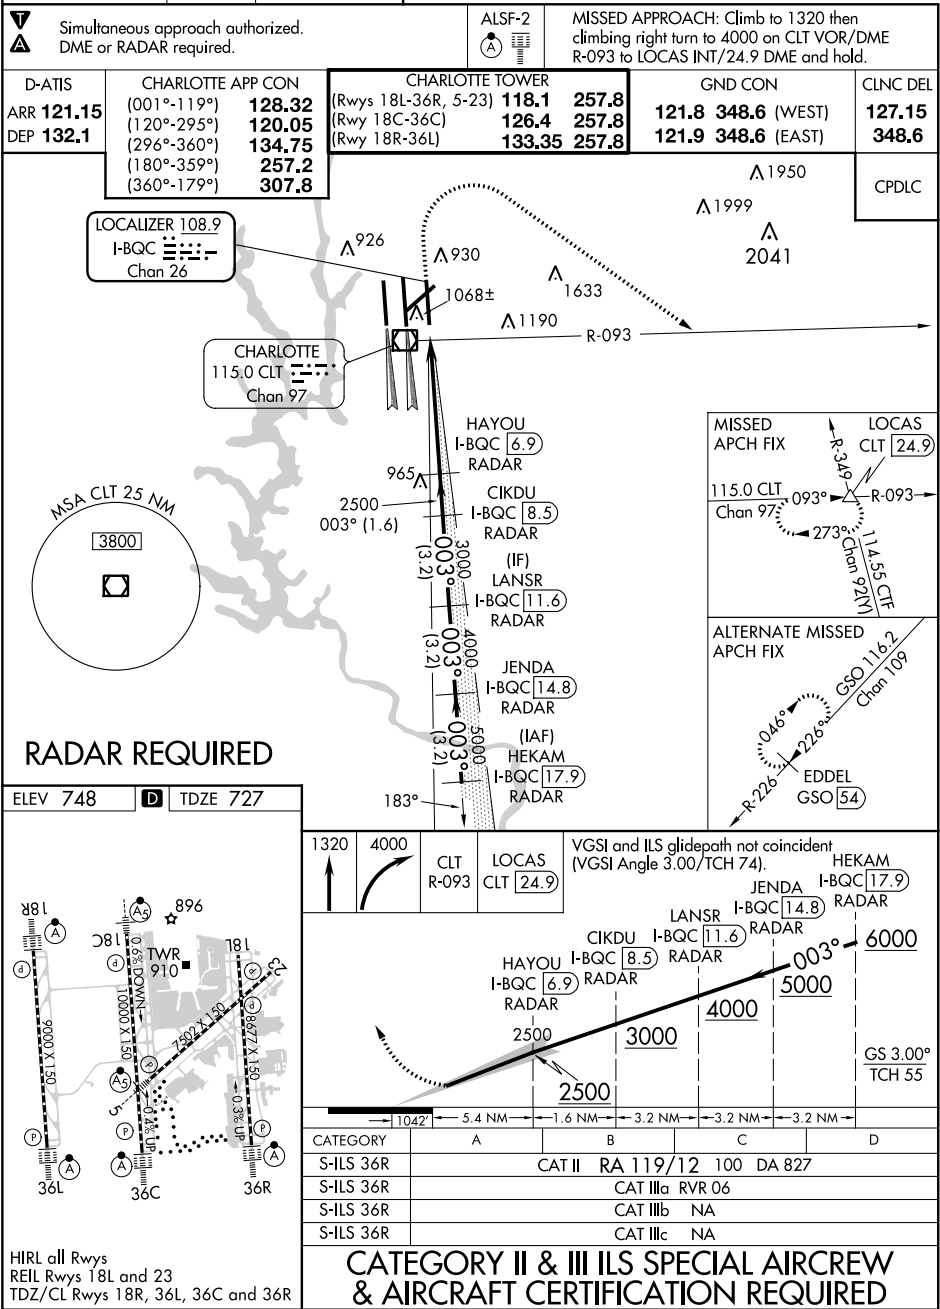 T
A
Simultaneous approach authorized.
DME or RADAR required.
ALSF-2
A
MISSED APPROACH: Climb to 1320 then
climbing right turn to 4000 on CLT VOR/DME
R-093 to LOCAS INT/24.9 DME and hold.
D-ATIS
ARR 121.15
DEP 132.1
CHARLOTTE APP CON
(001°-119°) 128.32
(120°-295°) 120.05
(296°-360°) 134.75
(180°-359°) 257.2
(360°-179°) 307.8
CHARLOTTE TOWER
(Rwys 18L-36R, 5-23) 118.1 257.8
(Rwy 18C-36C) 126.4 257.8
(Rwy 18R-36L) 133.35 257.8
GND CON
121.8 348.6 (WEST)
121.9 348.6 (EAST)
CLNC DEL
127.15
348.6
CPDLC
1950
1999
2041
LOCALIZER 108.9
I-BQC
Chan 26
926
930
1633
1068±
1190
R-093
CHARLOTTE
115.0 CLT
Chan 97
HAYOU
I-BQC 6.9
RADAR
965
2500
003° (1.6)
CIKDU
I-BQC 8.5
RADAR
003°
(3.2)
3000
(IF)
LANSR
I-BQC 11.6
RADAR
003°
(3.2)
4000
JENDA
I-BQC 14.8
RADAR
003°
(3.2)
5000
(IAF)
HEKAM
I-BQC 17.9
RADAR
183°
MSA CLT 25 NM
3800
RADAR REQUIRED
MISSED
APCH FIX
LOCAS
CLT 24.9
R-349
115.0 CLT
Chan 97
093°
R-093
273°
114.55 CTF
Chan 92(Y)
ALTERNATE MISSED
APCH FIX
GSO 116.2
Chan 109
046°
226°
R-226
EDDEL
GSO 54
ELEV 748
D
TDZE 727
18R
A
A5
896
18C
TWR
910
18L
23
P
P
P
0.6% DOWN
9000 X 150
10000 X 150
7502 X 150
8677 X 150
P
A5
5
0.4% UP
0.3% UP
P
P
P
A
A
A
36L
36C
36R
HIRL all Rwys
REIL Rwys 18L and 23
TDZ/CL Rwys 18R, 36L, 36C and 36R
1320
4000
CLT
R-093
LOCAS
CLT 24.9
VGSI and ILS glidepath not coincident
(VGSI Angle 3.00/TCH 74).
HEKAM
I-BQC 17.9
RADAR
JENDA
I-BQC 14.8
RADAR
LANSR
I-BQC 11.6
RADAR
CIKDU
I-BQC 8.5
RADAR
HAYOU
I-BQC 6.9
RADAR
003°
6000
5000
4000
3000
2500
2500
GS 3.00°
TCH 55
1042'
5.4 NM
1.6 NM
3.2 NM
3.2 NM
3.2 NM
CATEGORY A B C D
S-ILS 36R CAT II RA 119/12 100 DA 827
S-ILS 36R CAT IIIa RVR 06
S-ILS 36R CAT IIIb NA
S-ILS 36R CAT IIIc NA
CATEGORY II & III ILS SPECIAL AIRCREW
& AIRCRAFT CERTIFICATION REQUIRED